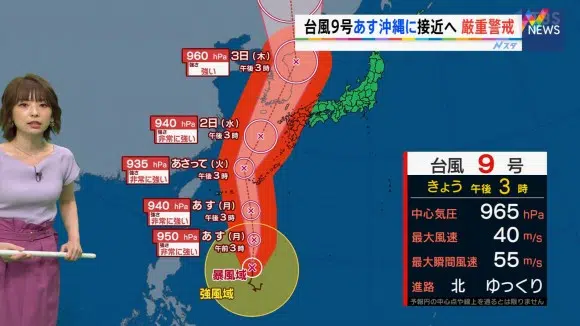 台風9号あす沖縄に接近へ 厳重警戒
TBS NEWS
Nスタ
960 hPa 3日(木)
強さ 強い 午後3時
940 hPa 2日(水)
強さ 非常に強い 午後3時
935 hPa あさって(火)
強さ 非常に強い 午後3時
940 hPa あす(月)
強さ 非常に強い 午後3時
950 hPa あす(月)
強さ 非常に強い 午前3時
暴風域
強風域
台風 9 号
きょう 午後 3 時
中心気圧 965 hPa
最大風速 40 m/s
最大瞬間風速 55 m/s
進路 北 ゆっくり
予報円の中心点や線上を通るとは限りません